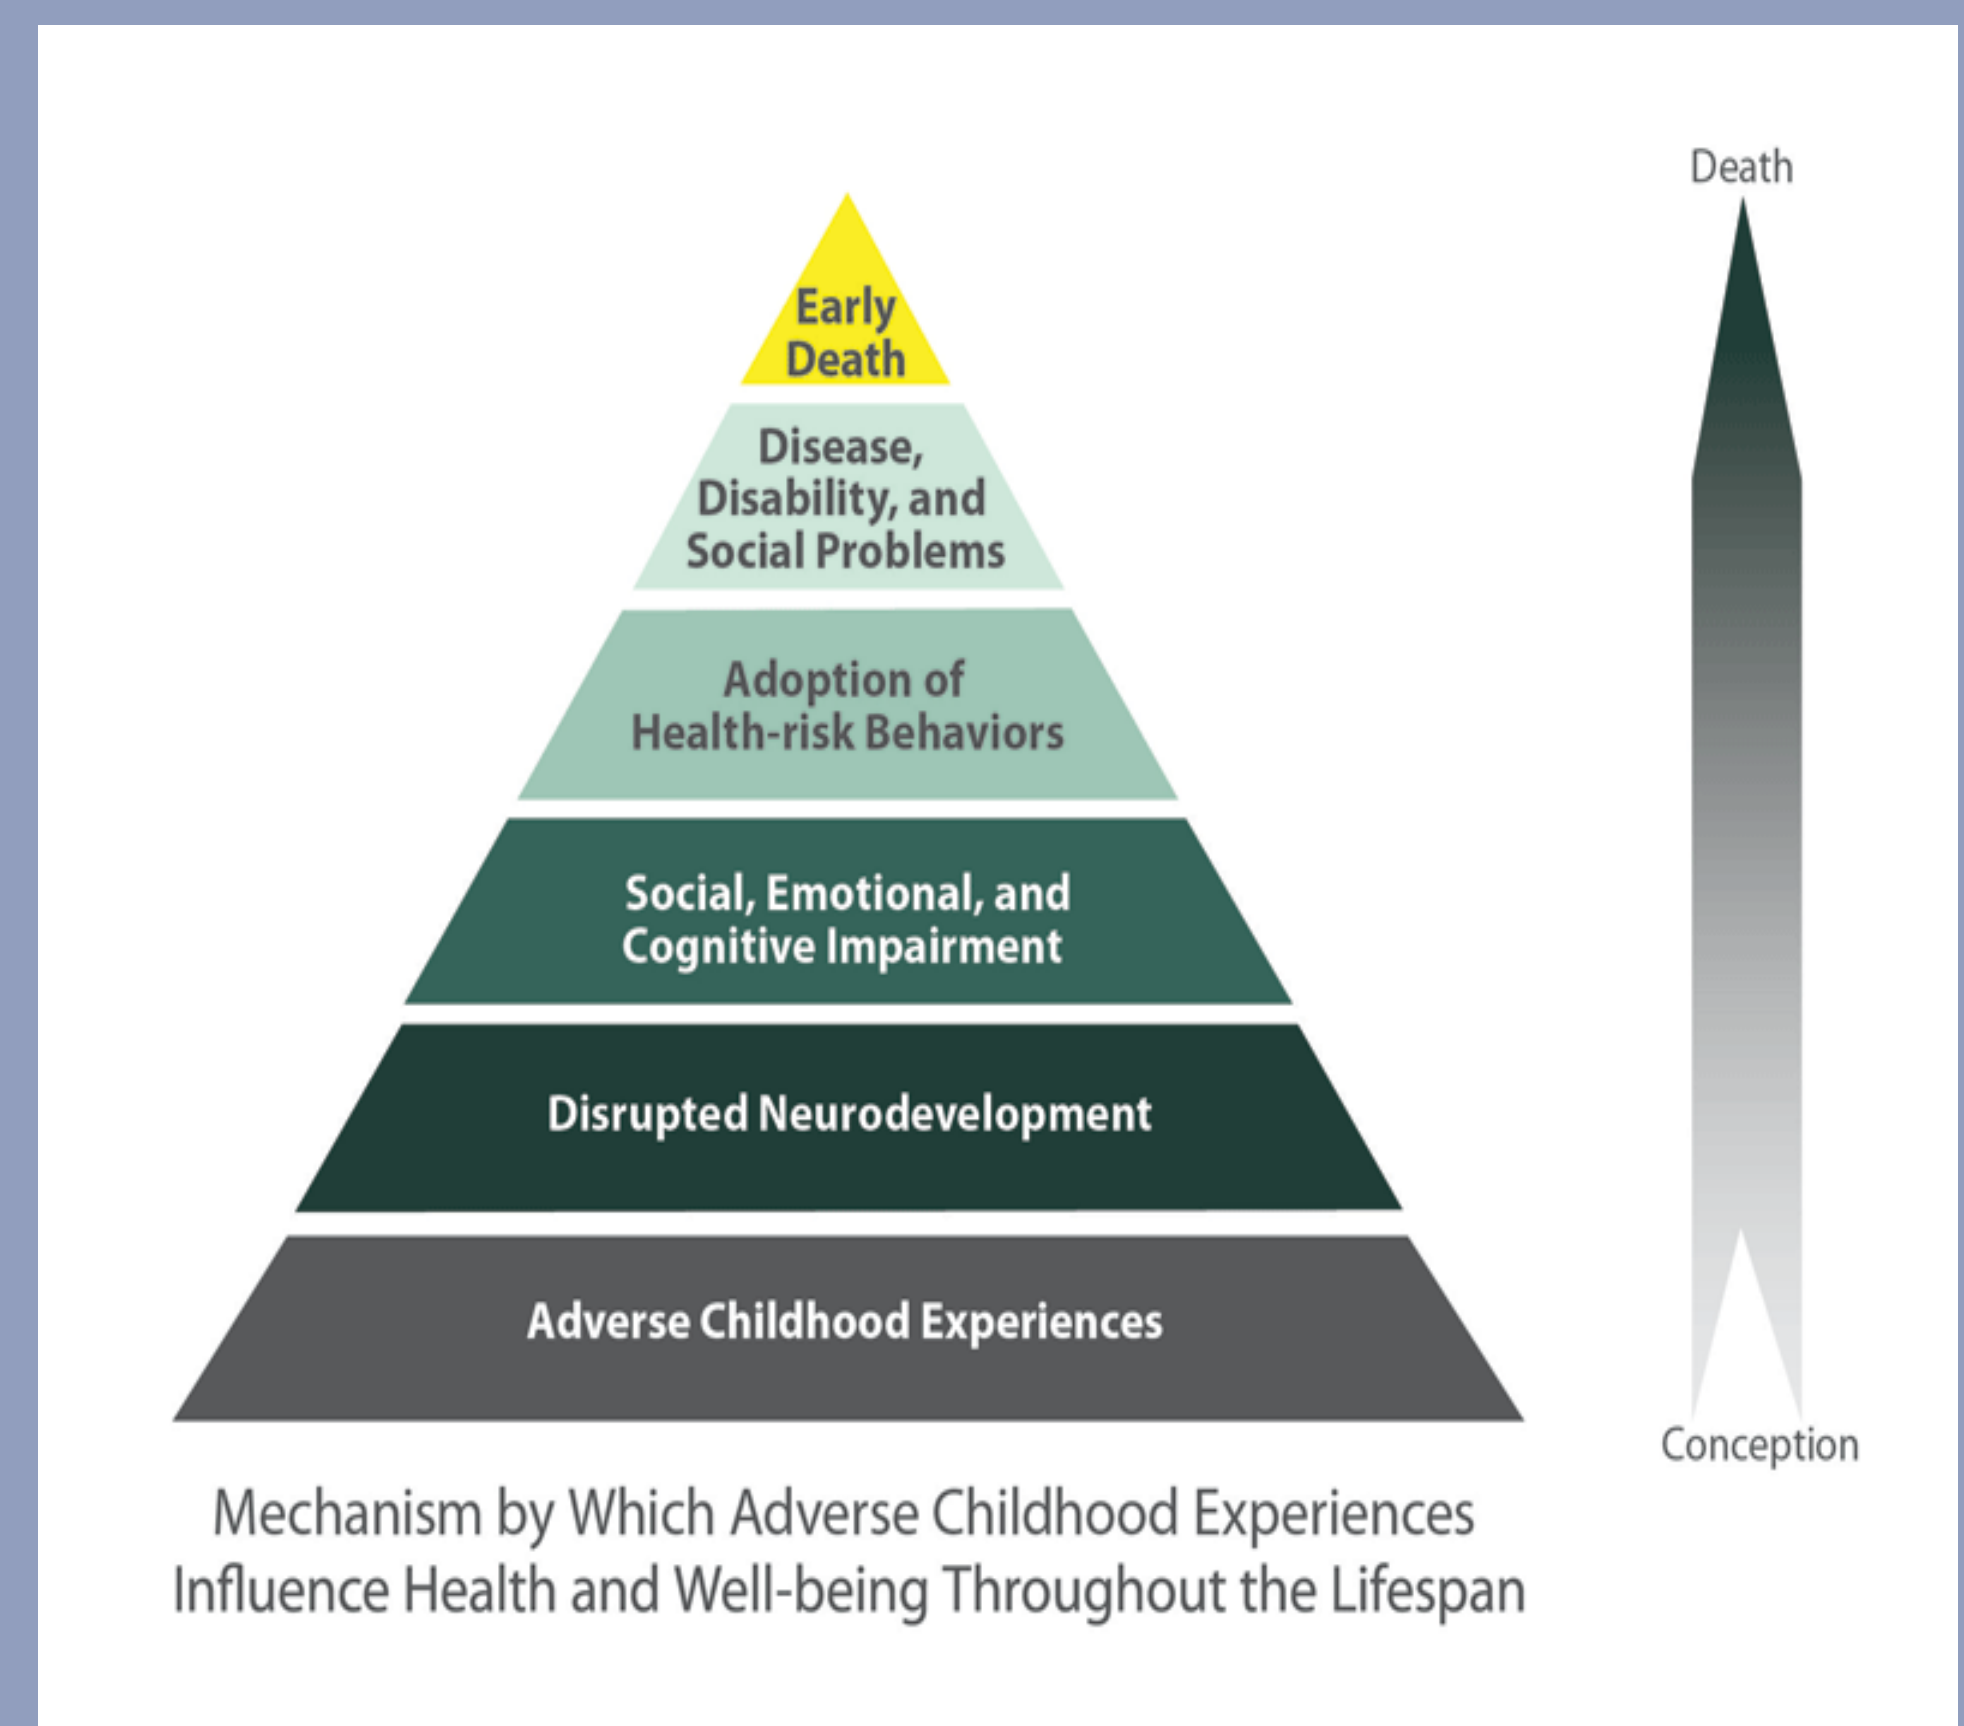 Death
Early
Death
Disease,
Disability, and
Social Problems
Adoption of
Health-risk Behaviors
Social, Emotional, and
Cognitive Impairment
Disrupted Neurodevelopment
Adverse Childhood Experiences
Conception
Mechanism by Which Adverse Childhood Experiences
Influence Health and Well-being Throughout the Lifespan